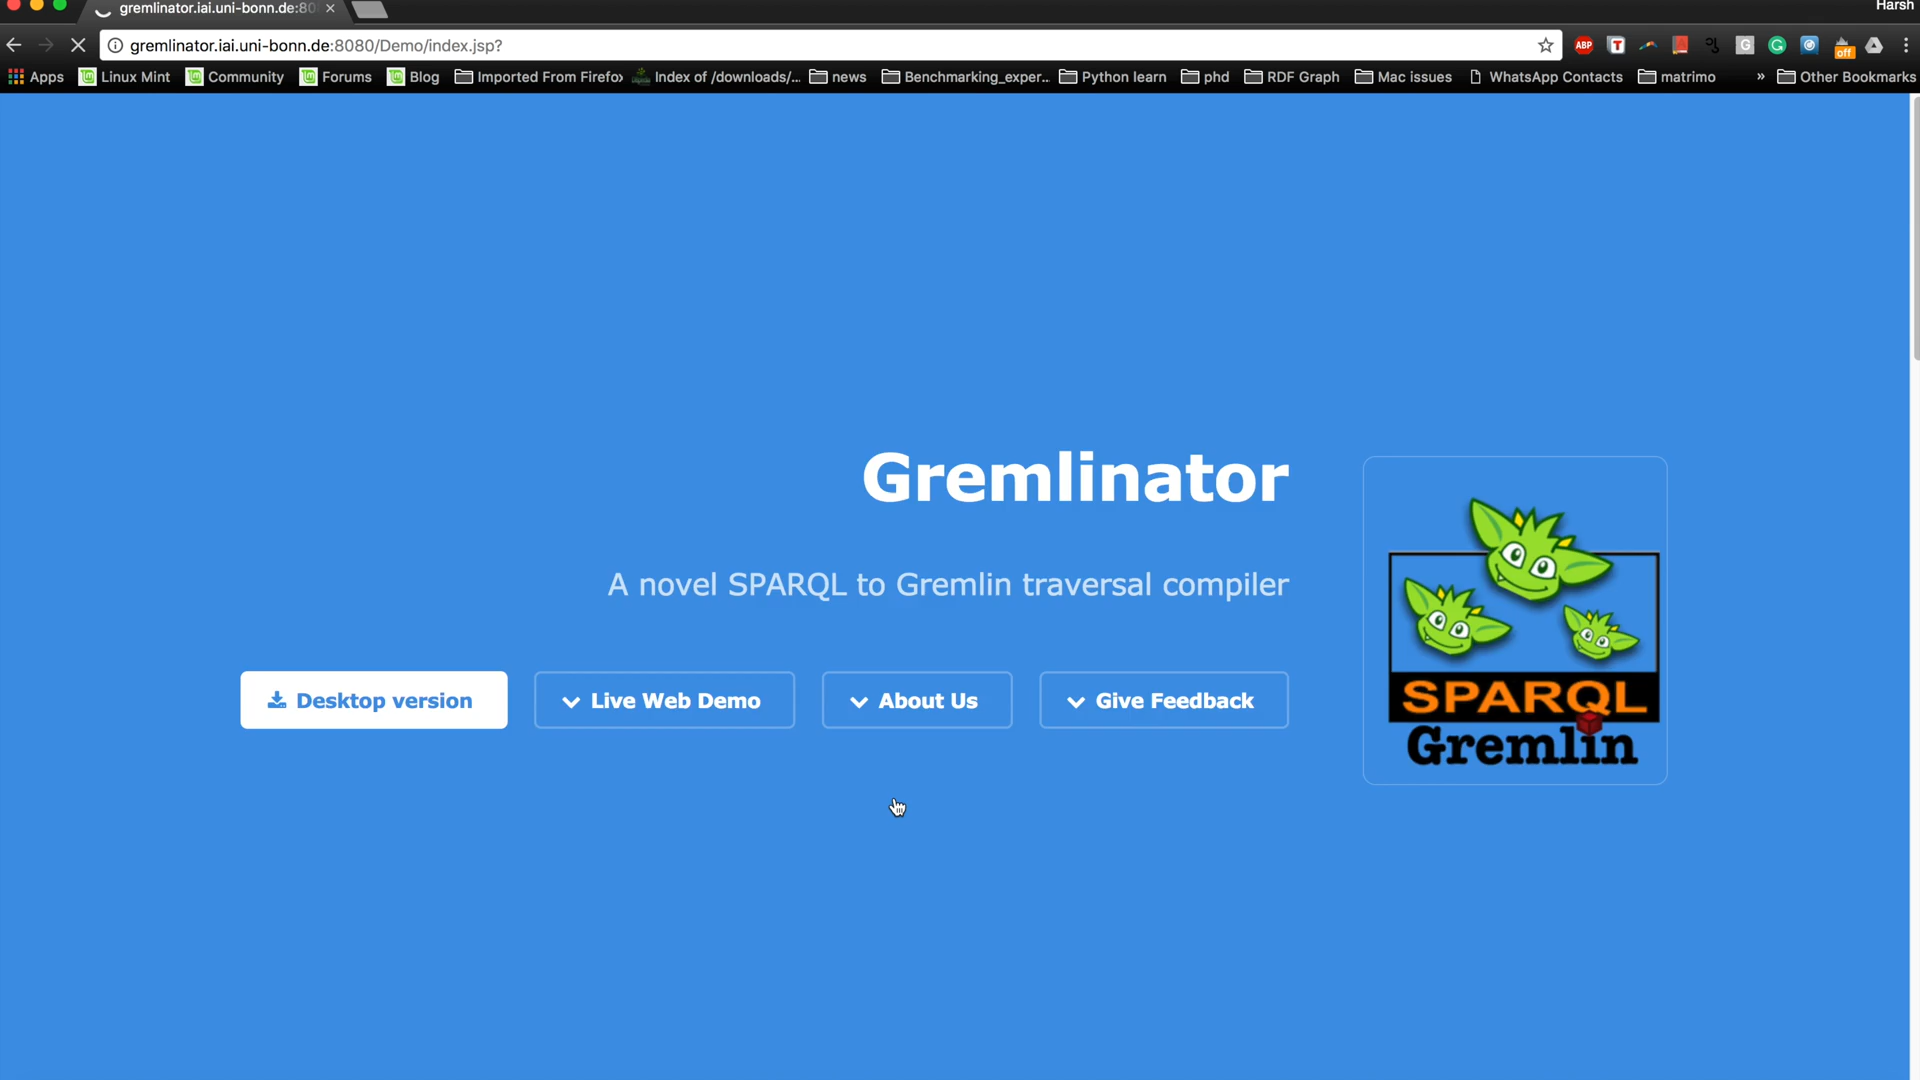 gremlinator.iai.uni-bonn.de:80
Harsh
gremlinator.iai.uni-bonn.de:8080/Demo/index.jsp?
ABP T G G off
Apps Linux Mint Community Forums Blog Imported From Firefo Index of /downloads/... news Benchmarking_exper... Python learn phd RDF Graph Mac issues WhatsApp Contacts matrimo » Other Bookmarks
Gremlinator
A novel SPARQL to Gremlin traversal compiler
Desktop version Live Web Demo About Us Give Feedback
SPARQL
Gremlin